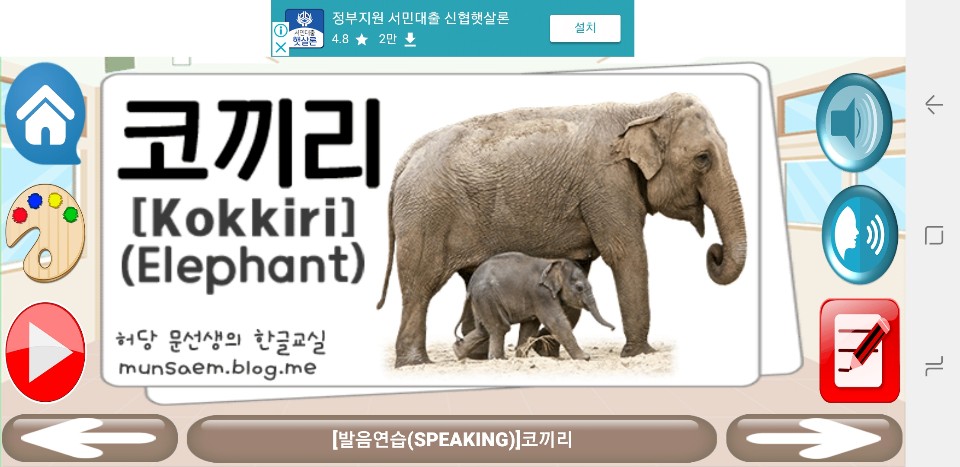 정부지원 서민대출 신협햇살론
서민대출
햇살론
4.8 ★ 2만
설치
코끼리
[Kokkiri]
(Elephant)
허당 문선생의 한글교실
munsaem.blog.me
[발음연습(SPEAKING)]코끼리